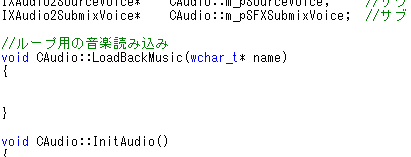 IXAudio2SourceVoice*    CAudio::m_pSourceVoice;    //サブ
IXAudio2SubmixVoice*    CAudio::m_pSFXSubmixVoice;  //サブ
//ループ用の音楽読み込み
void CAudio::LoadBackMusic(wchar_t* name)
{
}
void CAudio::InitAudio()
{